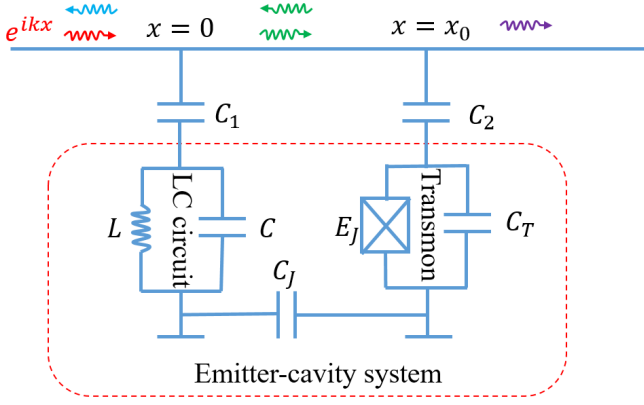 e^{ikx} x = 0 x = x_0
C_1 C_2
L LC circuit C E_J Transmon C_T
C_J
Emitter-cavity system